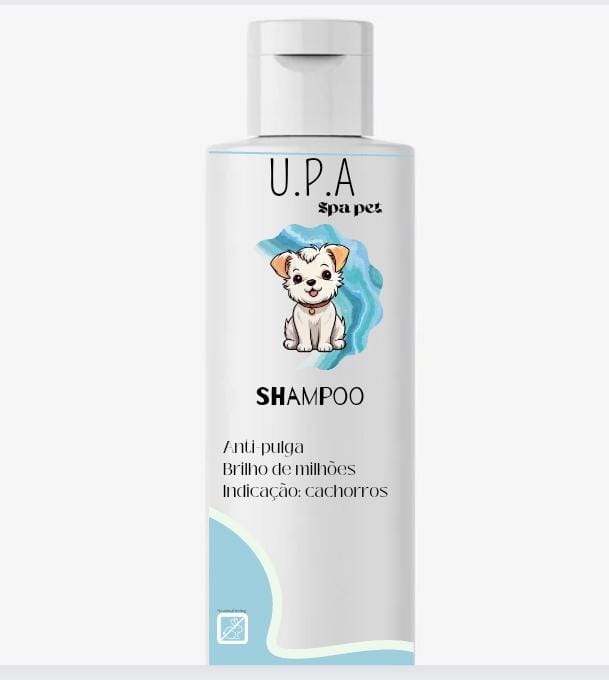 U.P.A
Spa pet
SHAMPOO
Anti-pulga
Brilho de milhões
Indicação: cachorros